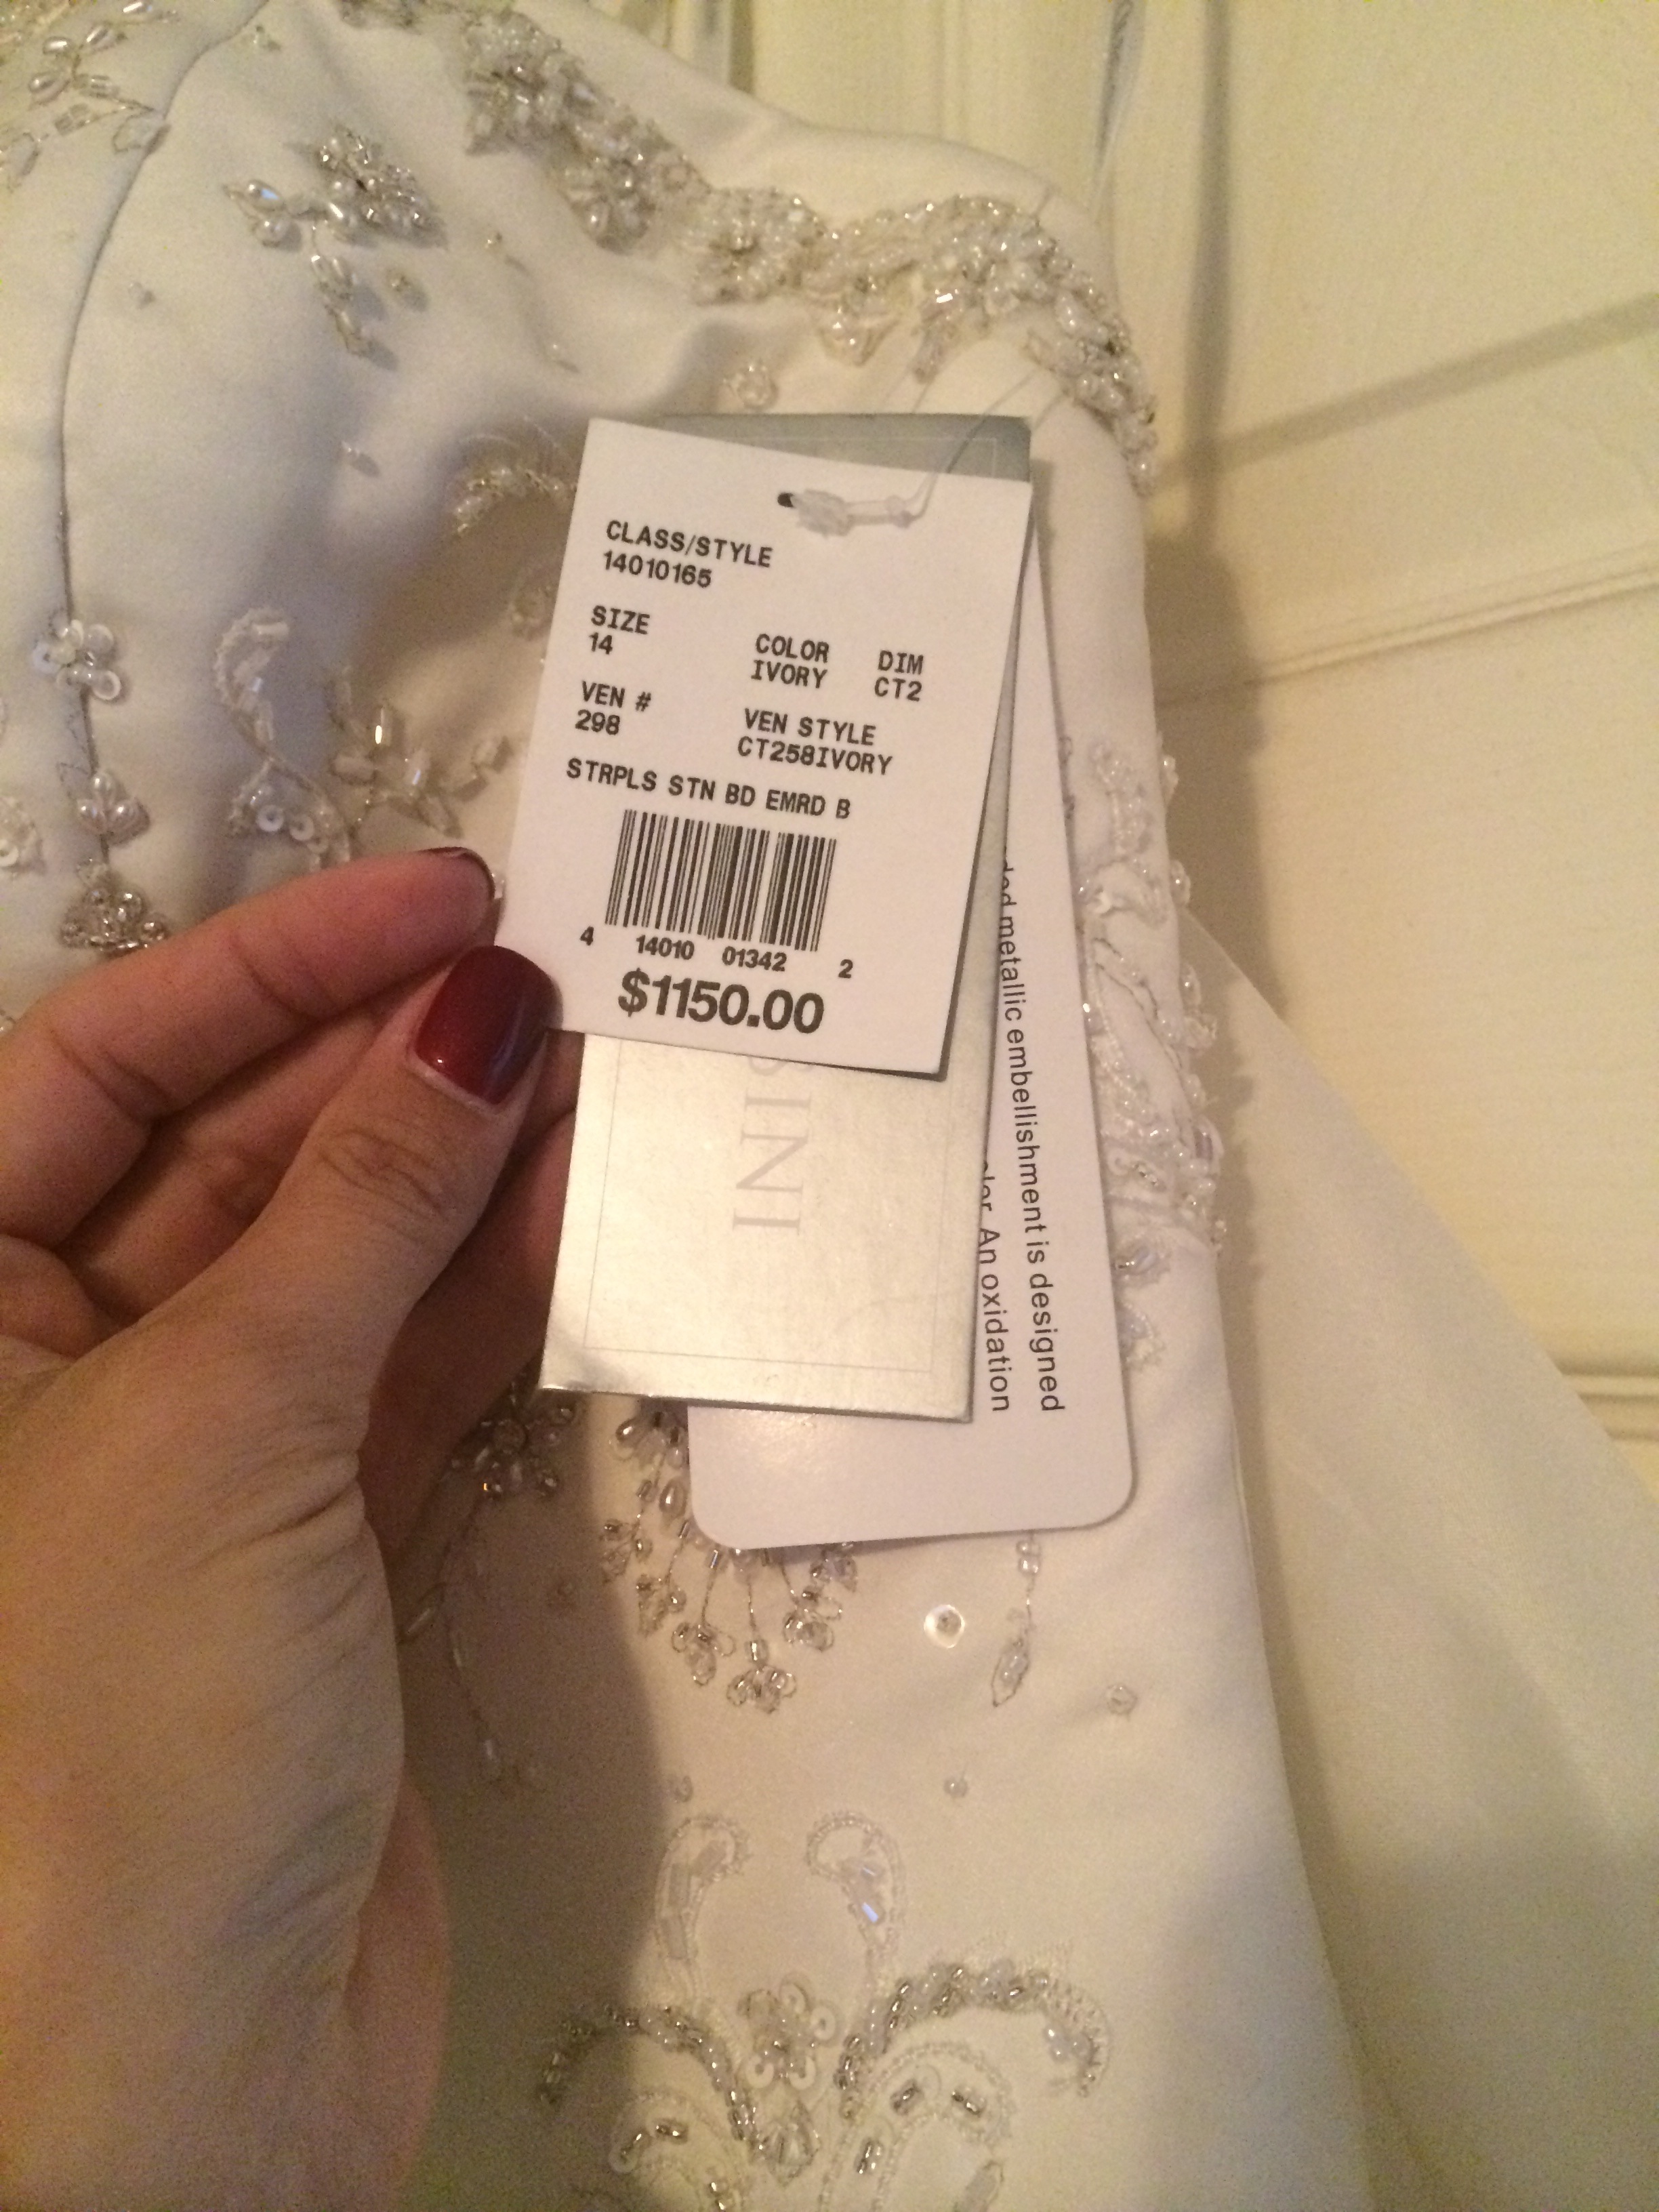 CLASS/STYLE
14010165
SIZE
14
COLOR
IVORY
DIM
CT2
VEN #
298
VEN STYLE
CT258IVORY
STRPLS STN BD EMRD B
4 14010 01342 2
$1150.00
SINI
metallic embellishment is designed
An oxidation